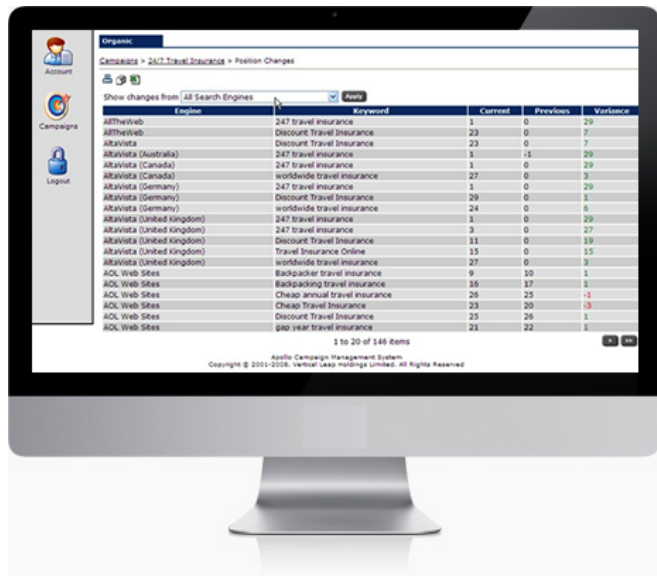 Organic
Account
Campaigns > 24/7 Travel Insurance > Position Changes
Show changes from All Search Engines Apply
Engine Keyword Current Previous Variance
AllTheWeb 247 travel insurance 1 0 29
AllTheWeb Discount Travel Insurance 23 0 7
AltaVista Discount Travel Insurance 23 0 7
AltaVista (Australia) 247 travel insurance 1 -1 29
Campaigns
AltaVista (Canada) 247 travel insurance 1 0 29
AltaVista (Canada) worldwide travel insurance 27 0 3
AltaVista (Germany) 247 travel insurance 1 0 29
AltaVista (Germany) Discount Travel Insurance 29 0 1
AltaVista (Germany) worldwide travel insurance 24 0 6
Logout
AltaVista (United Kingdom) 247 travel insurance 1 0 29
AltaVista (United Kingdom) 247 travel insurance 3 0 27
AltaVista (United Kingdom) Discount Travel Insurance 11 0 19
AltaVista (United Kingdom) Travel Insurance Online 15 0 15
AltaVista (United Kingdom) worldwide travel insurance 27 0 3
AOL Web Sites Backpacker travel insurance 9 10 1
AOL Web Sites Backpacking travel insurance 16 17 1
AOL Web Sites Cheap annual travel insurance 26 25 -1
AOL Web Sites Cheap Travel Insurance 23 20 -3
AOL Web Sites Discount Travel Insurance 25 26 1
AOL Web Sites gap year travel insurance 21 22 1
1 to 20 of 146 items > >>
Apollo Campaign Management System
Copyright © 2001-2008, Vertical Leap Holdings Limited, All Rights Reserved